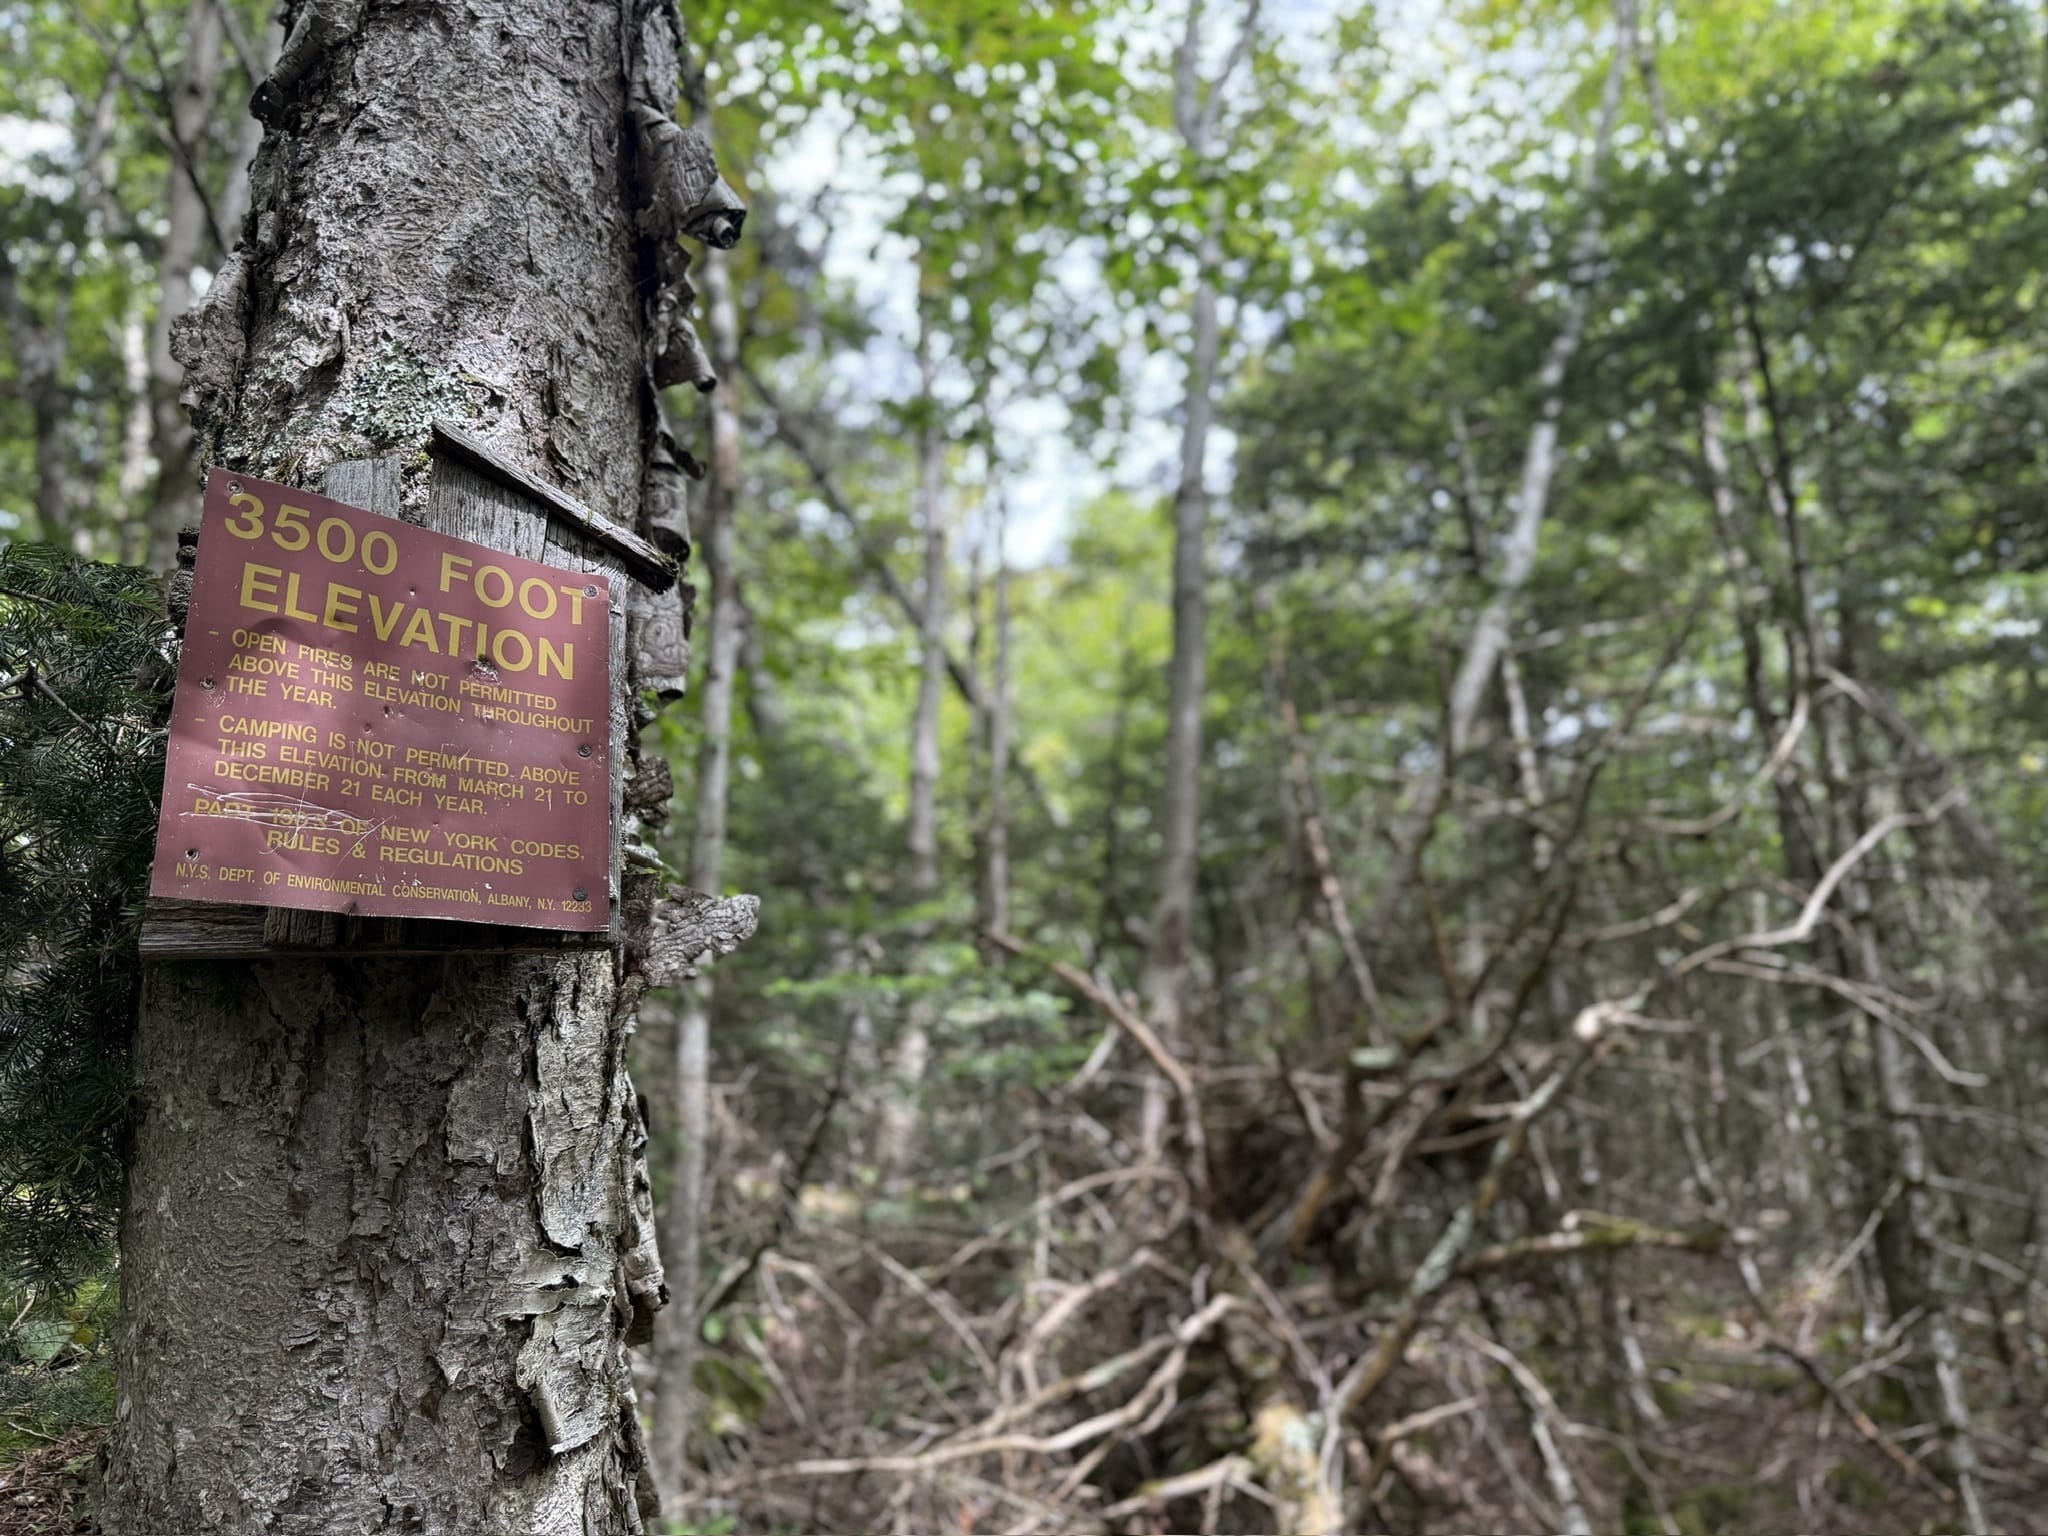 3500 FOOT
ELEVATION
- OPEN FIRES ARE NOT PERMITTED
ABOVE THIS ELEVATION THROUGHOUT
THE YEAR.
- CAMPING IS NOT PERMITTED ABOVE
THIS ELEVATION FROM MARCH 21 TO
DECEMBER 21 EACH YEAR.
PART OF NEW YORK CODES,
RULES & REGULATIONS
N.Y.S. DEPT. OF ENVIRONMENTAL CONSERVATION, ALBANY, N.Y. 12233